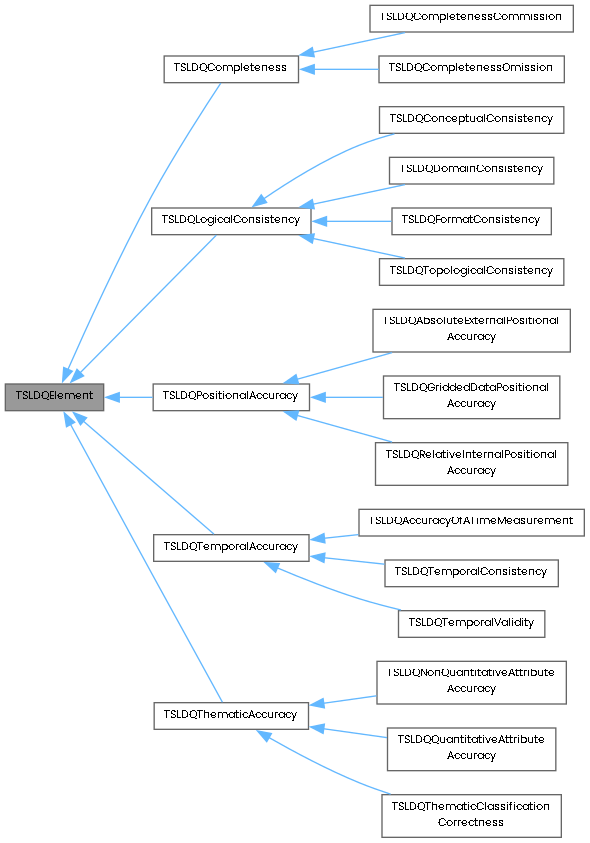 TSLDQCompletenessCommission
TSLDQCompleteness
TSLDQCompletenessOmission
TSLDQConceptualConsistency
TSLDQDomainConsistency
TSLDQLogicalConsistency
TSLDQFormatConsistency
TSLDQTopologicalConsistency
TSLDQAbsoluteExternalPositional
Accuracy
TSLDQElement
TSLDQPositionalAccuracy
TSLDQGriddedDataPositional
Accuracy
TSLDQRelativeInternalPositional
Accuracy
TSLDQAccuracyOfATimeMeasurement
TSLDQTemporalAccuracy
TSLDQTemporalConsistency
TSLDQTemporalValidity
TSLDQNonQuantitativeAttribute
Accuracy
TSLDQThematicAccuracy
TSLDQQuantitativeAttribute
Accuracy
TSLDQThematicClassification
Correctness